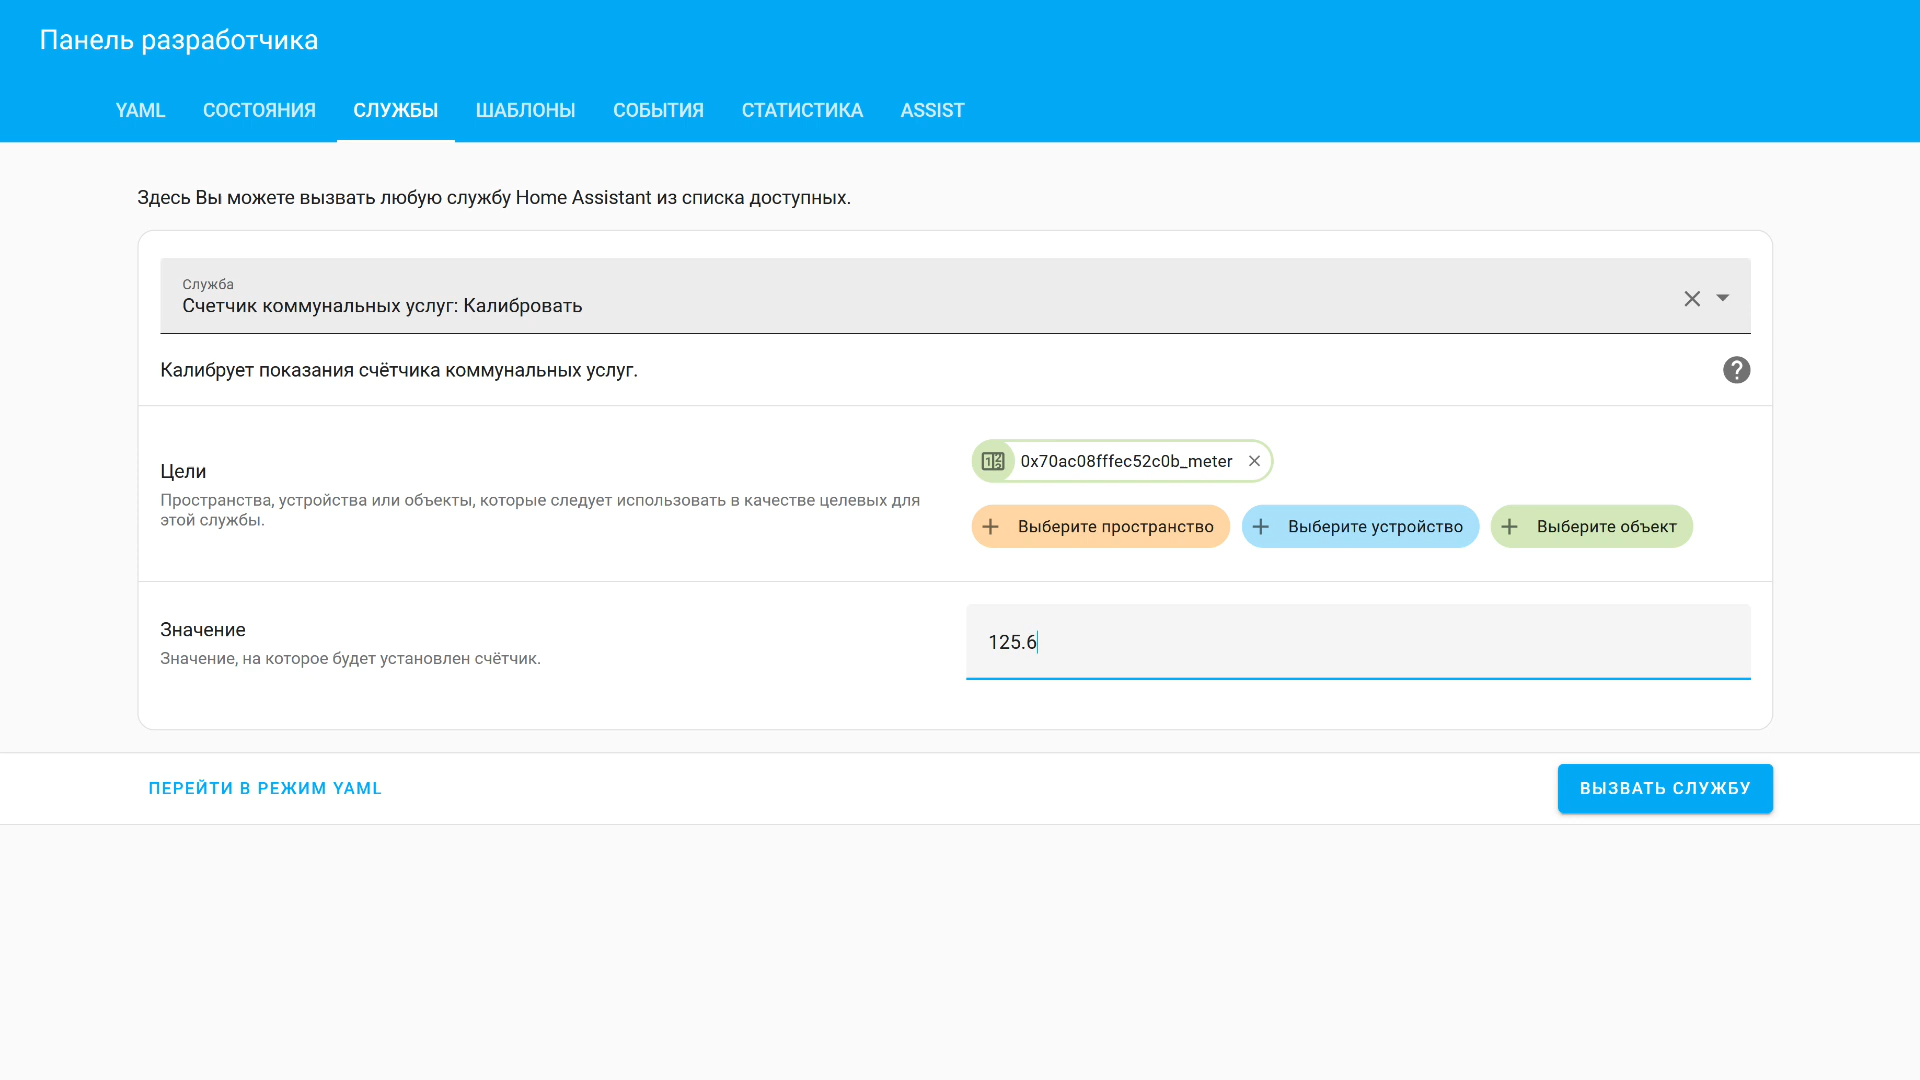 Панель разработчика
YAML СОСТОЯНИЯ СЛУЖБЫ ШАБЛОНЫ СОБЫТИЯ СТАТИСТИКА ASSIST
Здесь Вы можете вызвать любую службу Home Assistant из списка доступных.
Служба
Счетчик коммунальных услуг: Калибровать
Калибрует показания счётчика коммунальных услуг.
Цели
Пространства, устройства или объекты, которые следует использовать в качестве целевых для
этой службы.
0x70ac08fffec52c0b_meter
Выберите пространство Выберите устройство Выберите объект
Значение
Значение, на которое будет установлен счётчик.
125.6
ПЕРЕЙТИ В РЕЖИМ YAML ВЫЗВАТЬ СЛУЖБУ